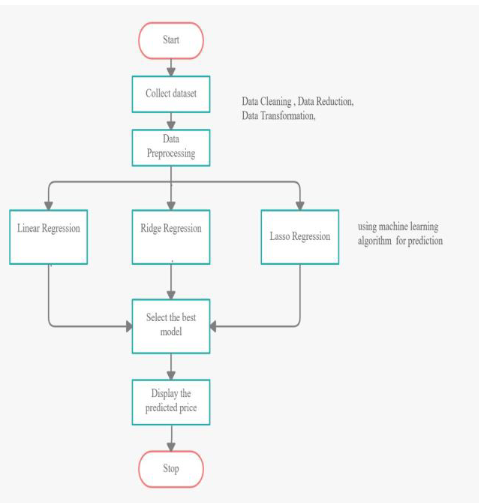 Start
Collect dataset
Data Cleaning , Data Reduction,
Data Transformation,
Data
Preprocessing
Linear Regression
Ridge Regression
Lasso Regression
using machine learning
algorithm for prediction
Select the best
model
Display the
predicted price
Stop